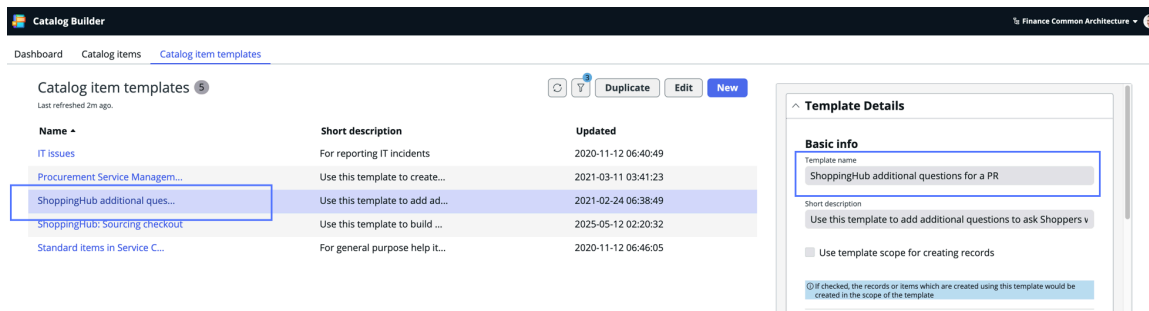 Catalog Builder
Finance Common Architecture
Dashboard Catalog items Catalog item templates
Catalog item templates 5
Last refreshed 2m ago.
3
Duplicate Edit New
Name Short description Updated
IT issues For reporting IT incidents 2020-11-12 06:40:49
Procurement Service Managem... Use this template to create... 2021-03-11 03:41:23
ShoppingHub additional ques... Use this template to add ad... 2021-02-24 06:38:49
ShoppingHub: Sourcing checkout Use this template to build ... 2025-05-12 02:20:32
Standard items in Service C... For general purpose help it... 2020-11-12 06:46:05
Template Details
Basic info
Template name
ShoppingHub additional questions for a PR
Short description
Use this template to add additional questions to ask Shoppers
Use template scope for creating records
If checked, the records or items which are created using this template would be
created in the scope of the template